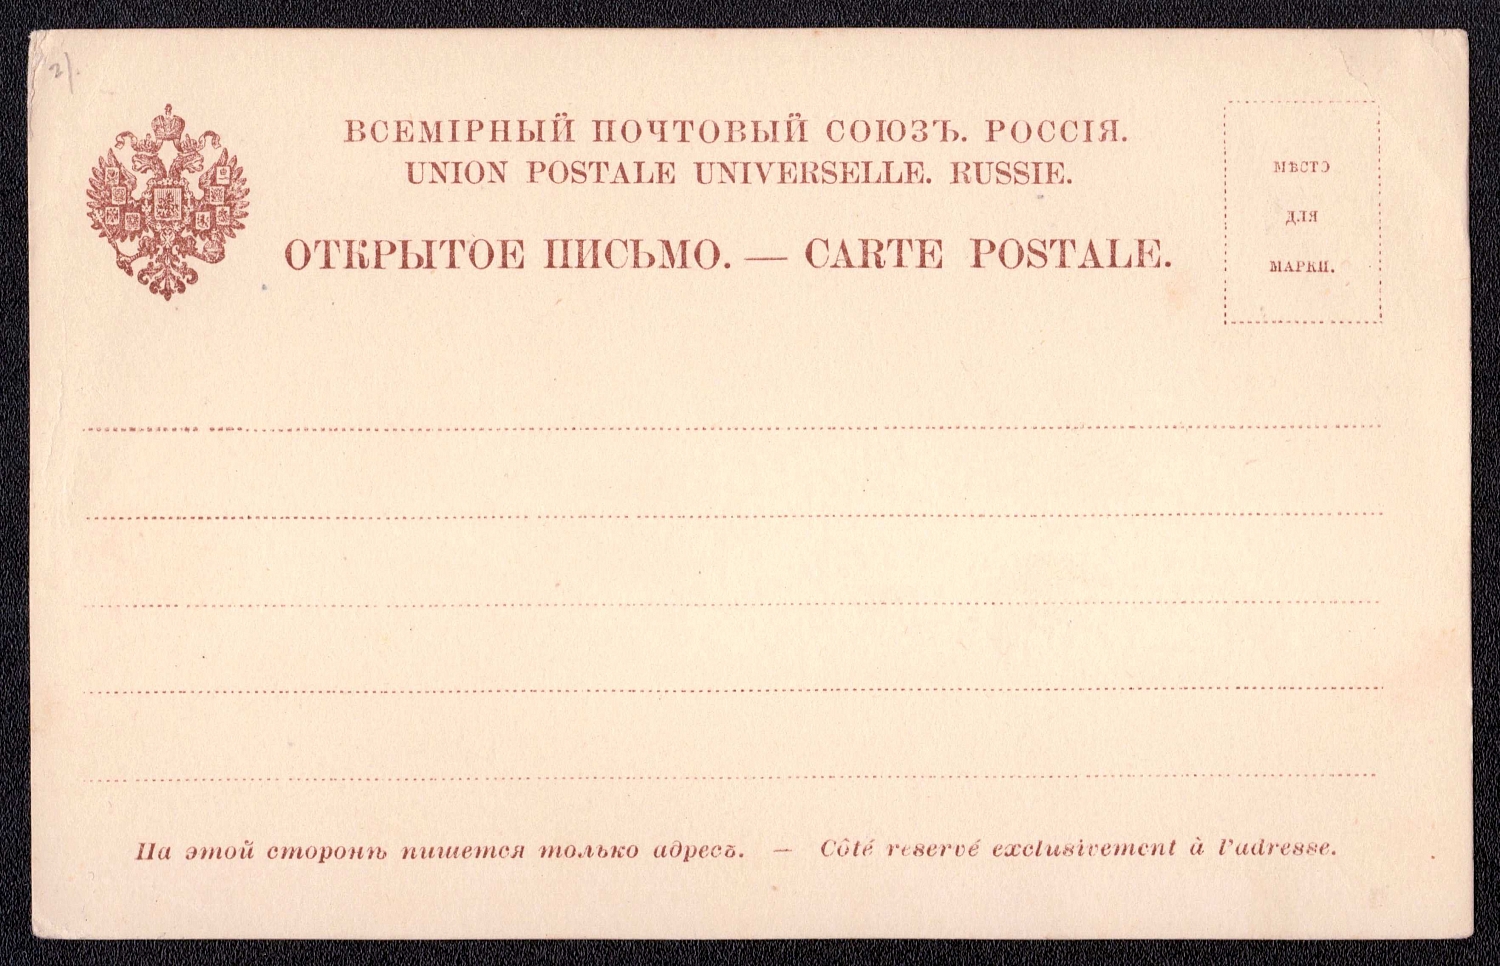 2).
ВСЕМІРНЫЙ ПОЧТОВЫЙ СОЮЗЪ. РОССІЯ.
UNION POSTALE UNIVERSELLE. RUSSIE.
ОТКРЫТОЕ ПИСЬМО. — CARTE POSTALE.
МѢСТО
ДЛЯ
МАРКИ.
На этой сторонѣ пишется только адресъ. — Côté reservé exclusivement à l'adresse.